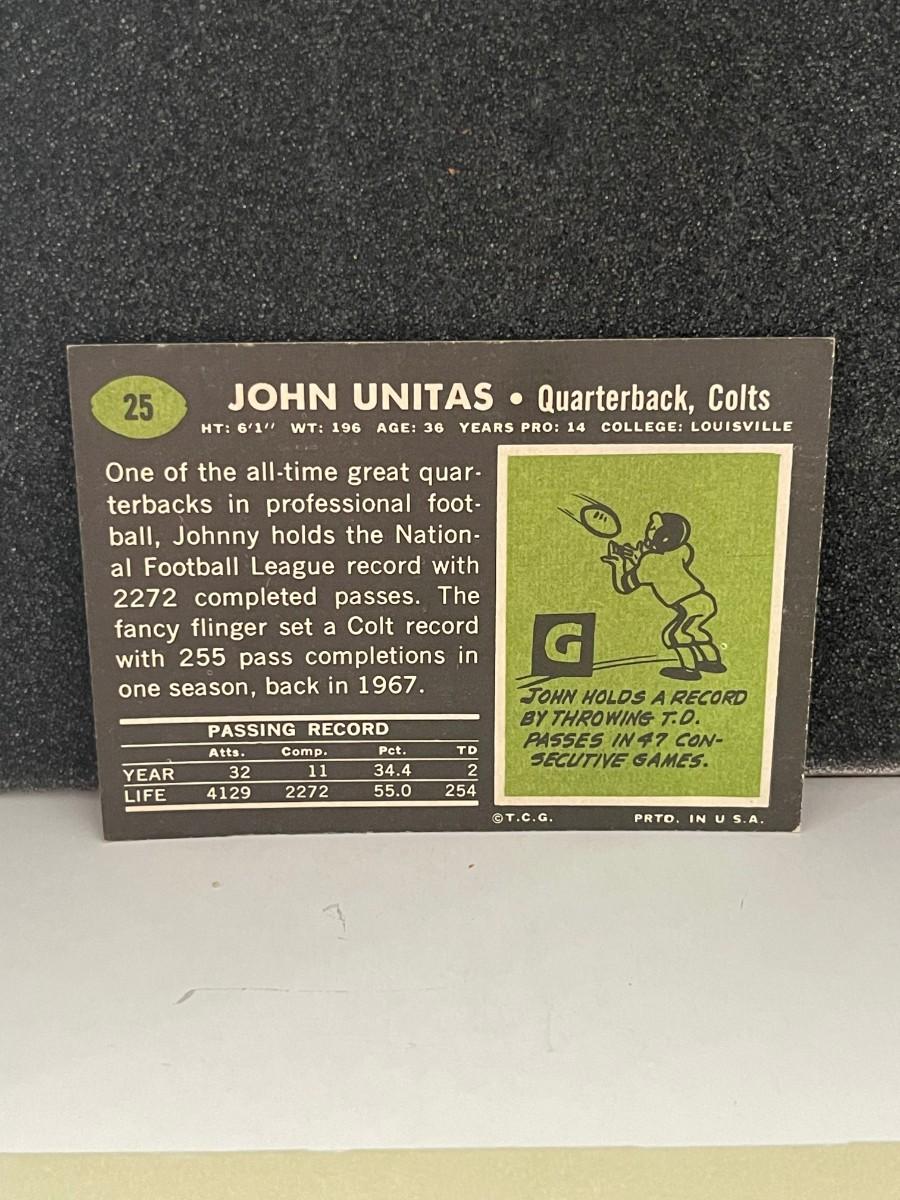 25
JOHN UNITAS • Quarterback, Colts
HT: 6'1'' WT: 196 AGE: 36 YEARS PRO: 14 COLLEGE: LOUISVILLE
One of the all-time great quar-
terbacks in professional foot-
ball, Johnny holds the Nation-
al Football League record with
2272 completed passes. The
fancy flinger set a Colt record
with 255 pass completions in
one season, back in 1967.
PASSING RECORD
Atts. Comp. Pct. TD
YEAR 32 11 34.4 2
LIFE 4129 2272 55.0 254
G
JOHN HOLDS A RECORD
BY THROWING T.D.
PASSES IN 47 CON-
SECUTIVE GAMES.
©T.C.G. PRTD. IN U S.A.